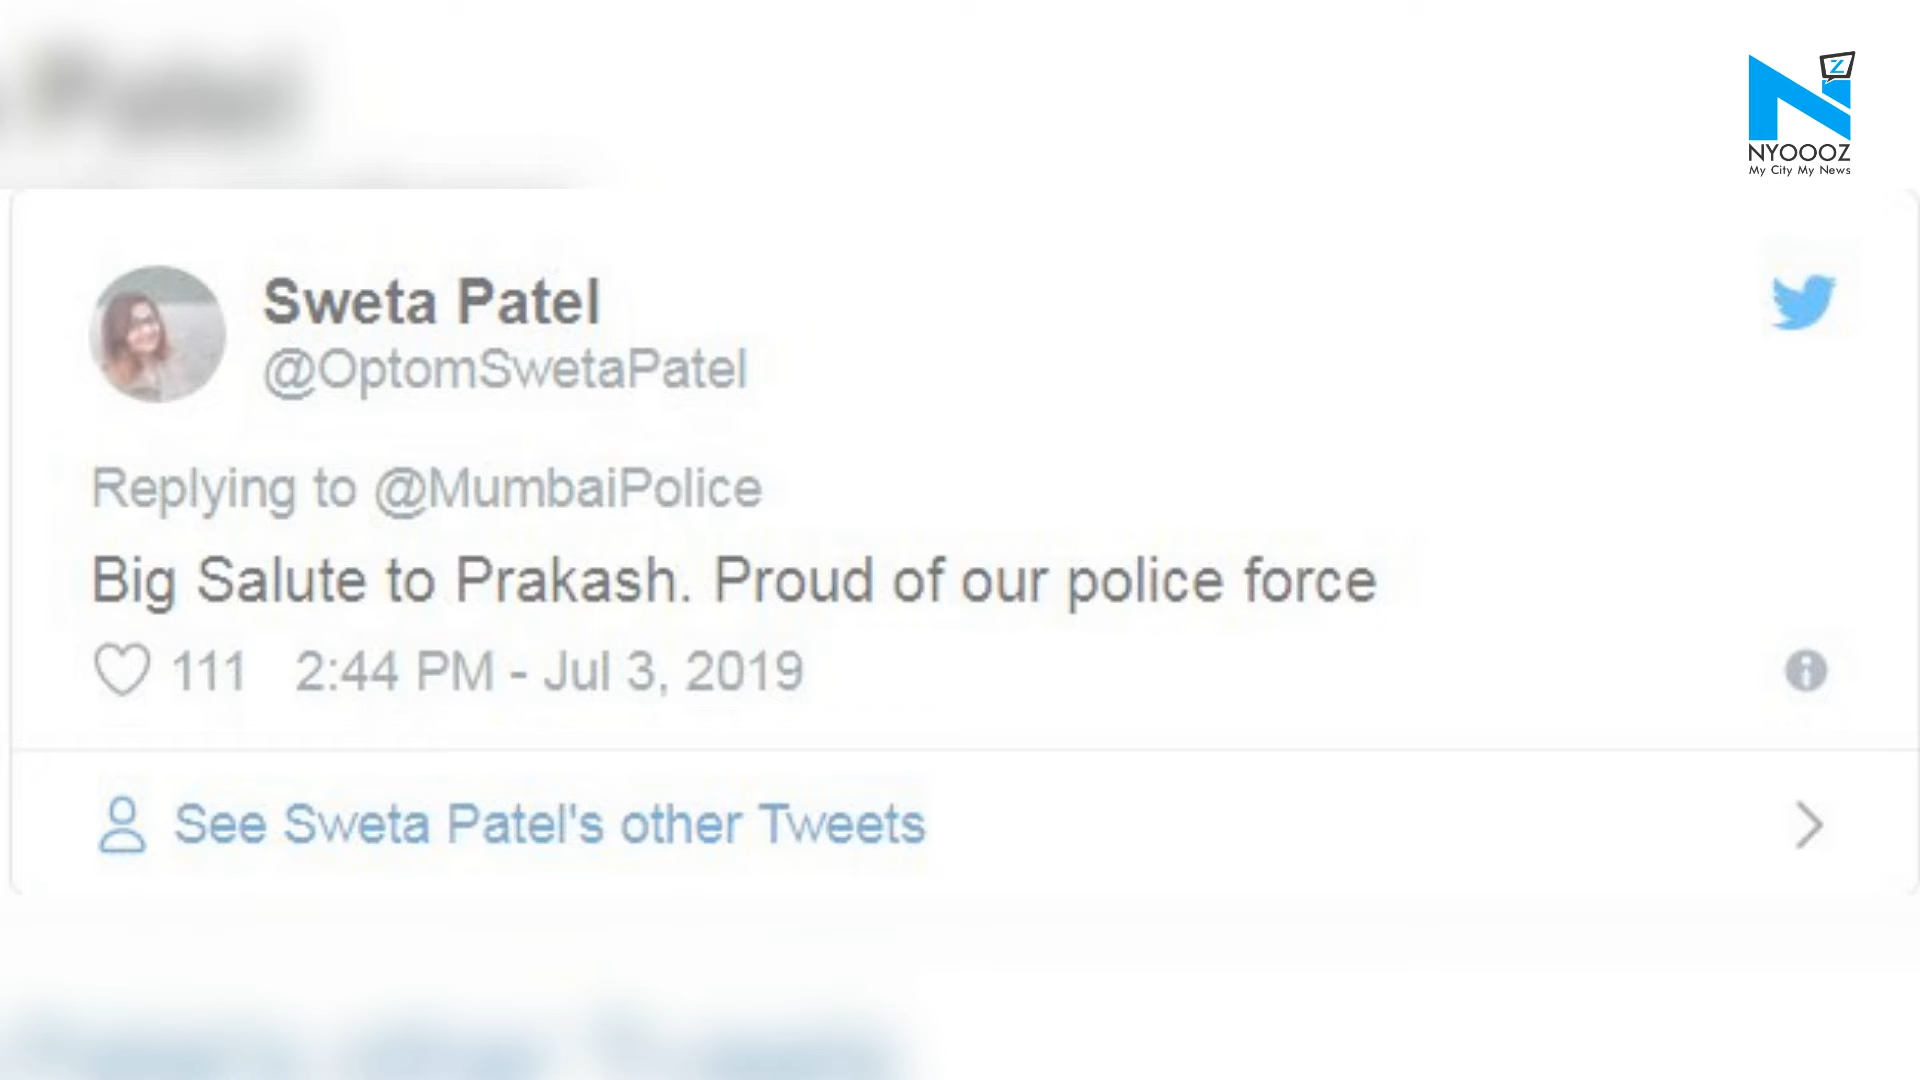 Patel
Z
NYOOOZ
My City My News
Sweta Patel
@OptomSwetaPatel
Replying to @MumbaiPolice
Big Salute to Prakash. Proud of our police force
111 2:44 PM - Jul 3, 2019
See Sweta Patel's other Tweets